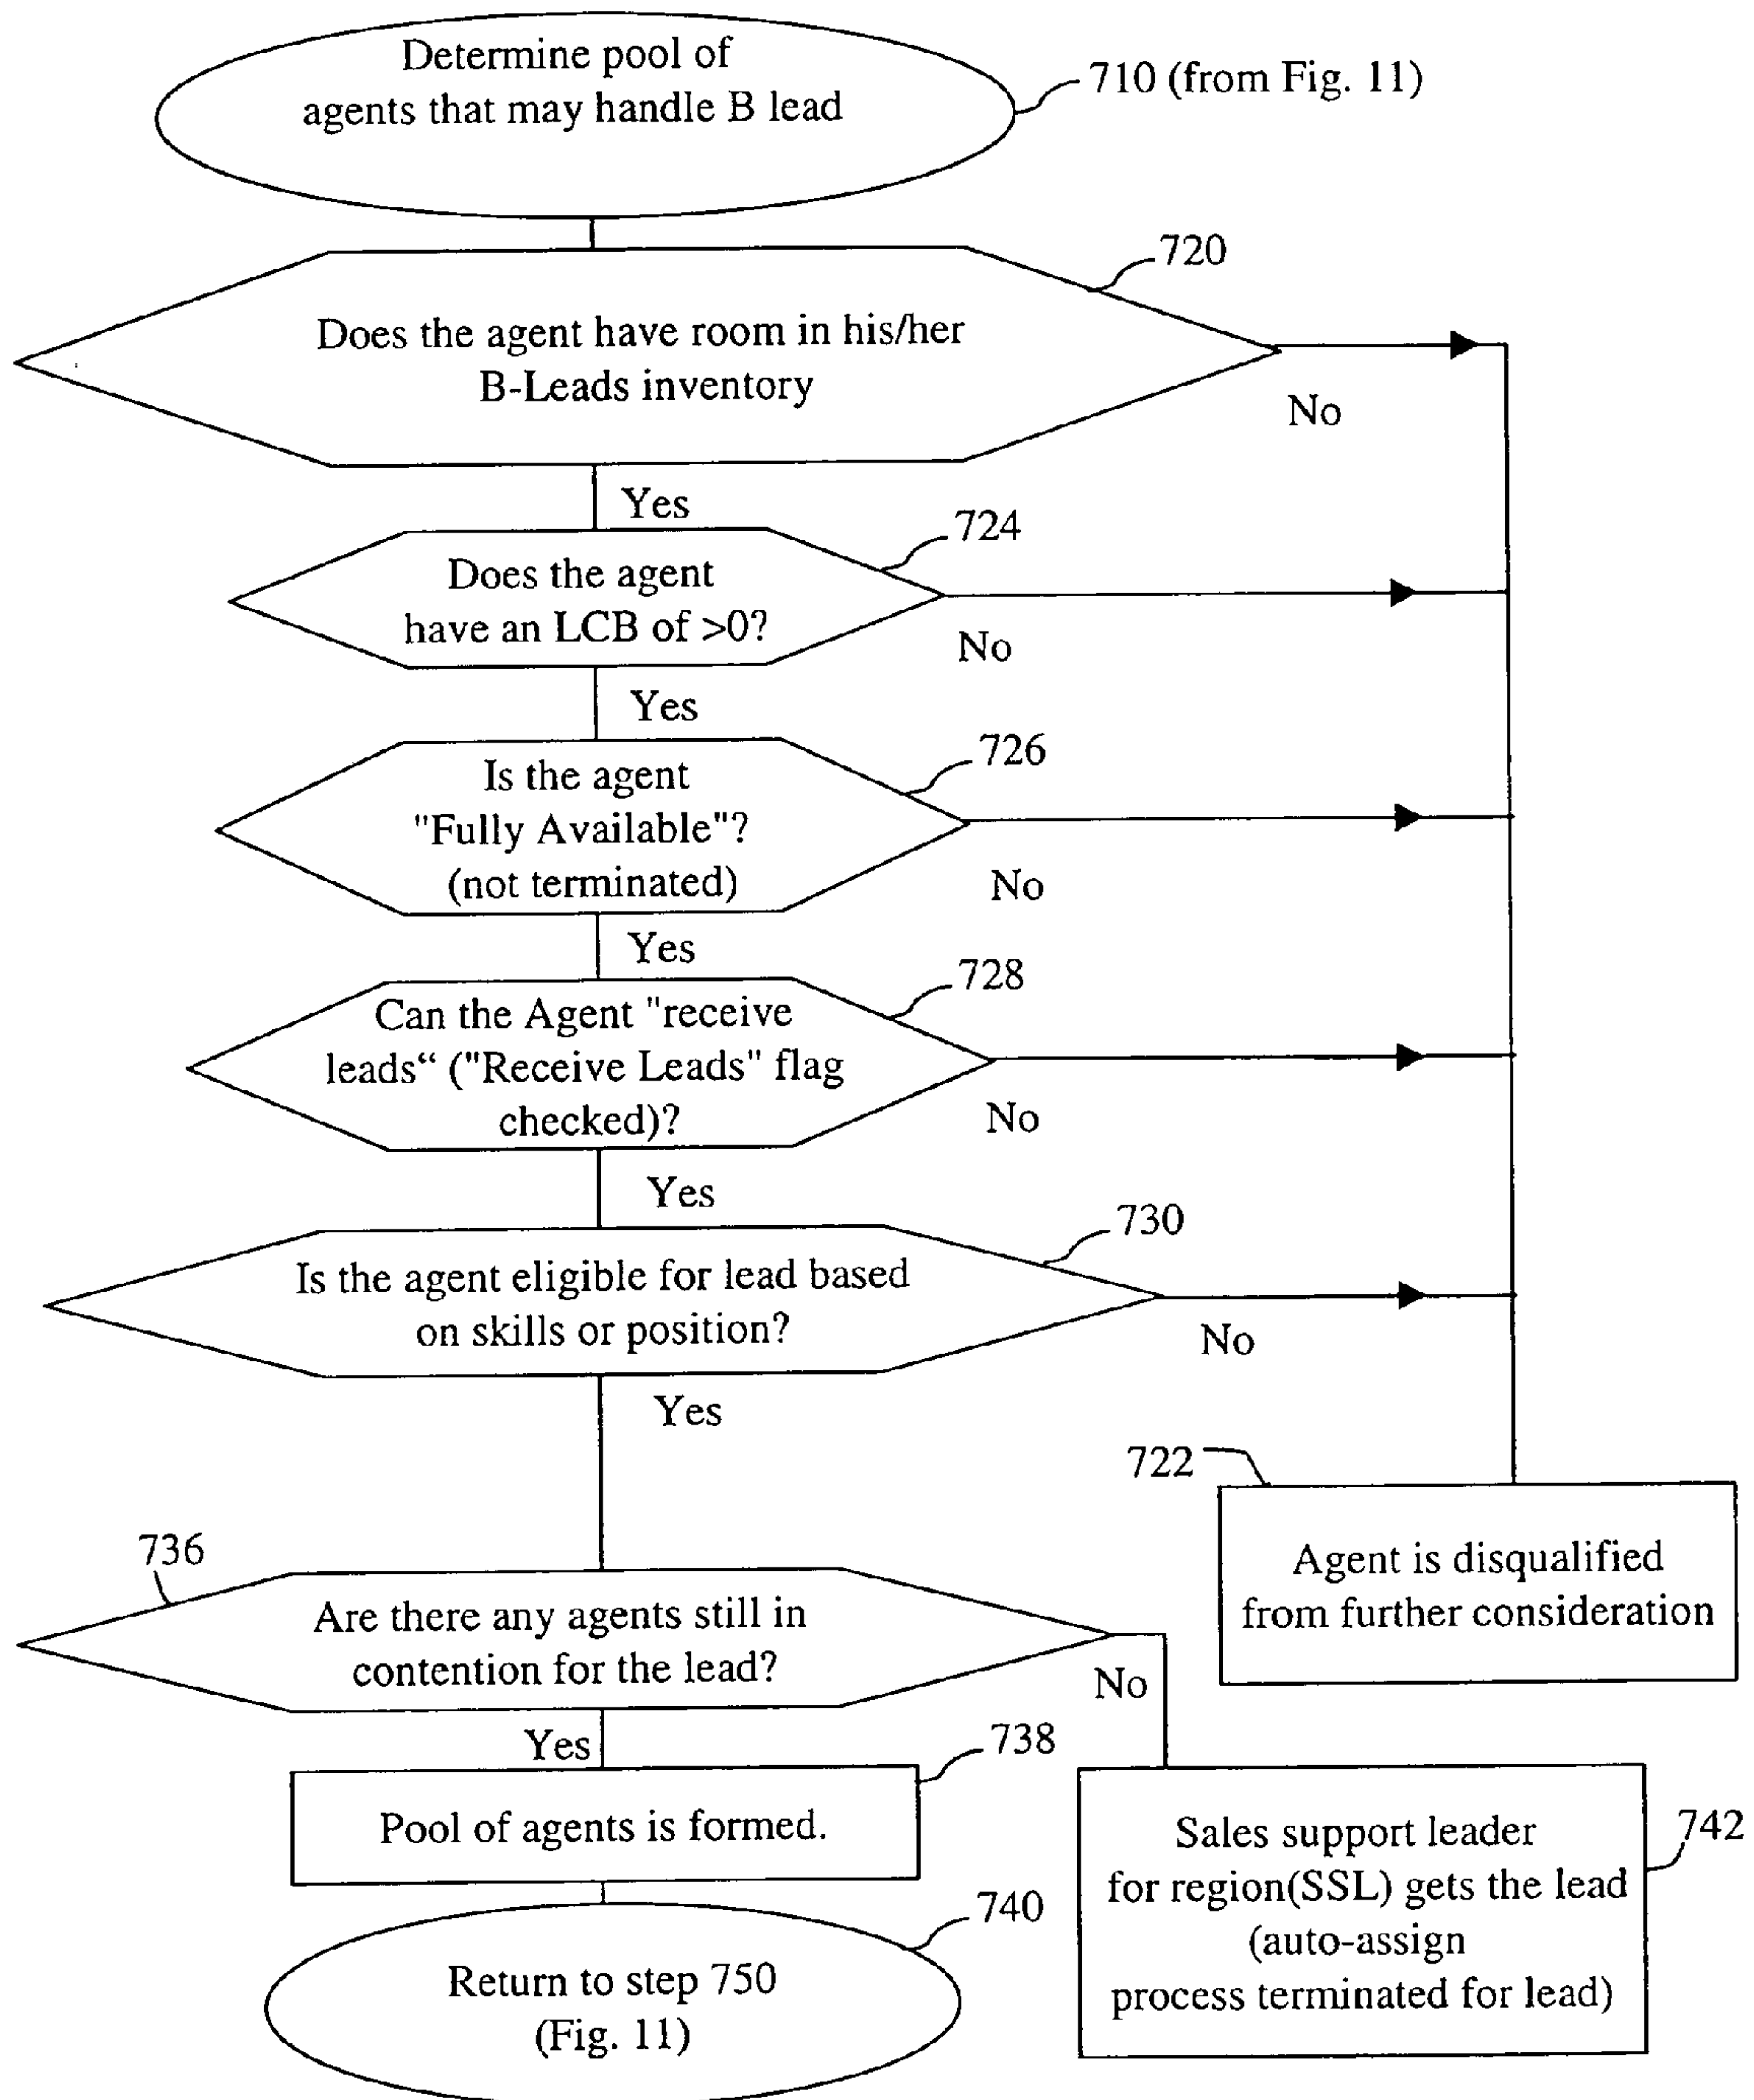 Determine pool of
agents that may handle B lead
710 (from Fig. 11)
720
Does the agent have room in his/her
B-Leads inventory
No
Yes
724
Does the agent
have an LCB of >0?
No
Yes
726
Is the agent
"Fully Available"?
(not terminated)
No
Yes
728
Can the Agent "receive
leads“ ("Receive Leads" flag
checked)?
No
Yes
730
Is the agent eligible for lead based
on skills or position?
No
Yes
722
Agent is disqualified
from further consideration
736
Are there any agents still in
contention for the lead?
No
Yes
738
Pool of agents is formed.
742
Sales support leader
for region(SSL) gets the lead
(auto-assign
process terminated for lead)
740
Return to step 750
(Fig. 11)